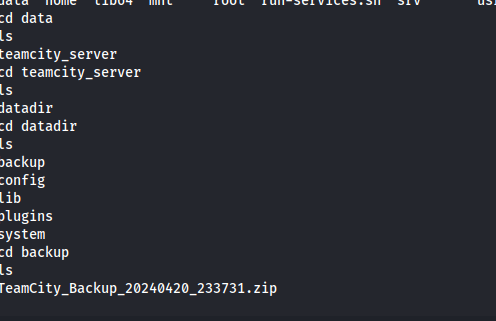 data home lib64 mnt root run-services.sh srv
cd data
ls
teamcity_server
cd teamcity_server
ls
datadir
cd datadir
ls
backup
config
lib
plugins
system
cd backup
ls
TeamCity_Backup_20240420_233731.zip